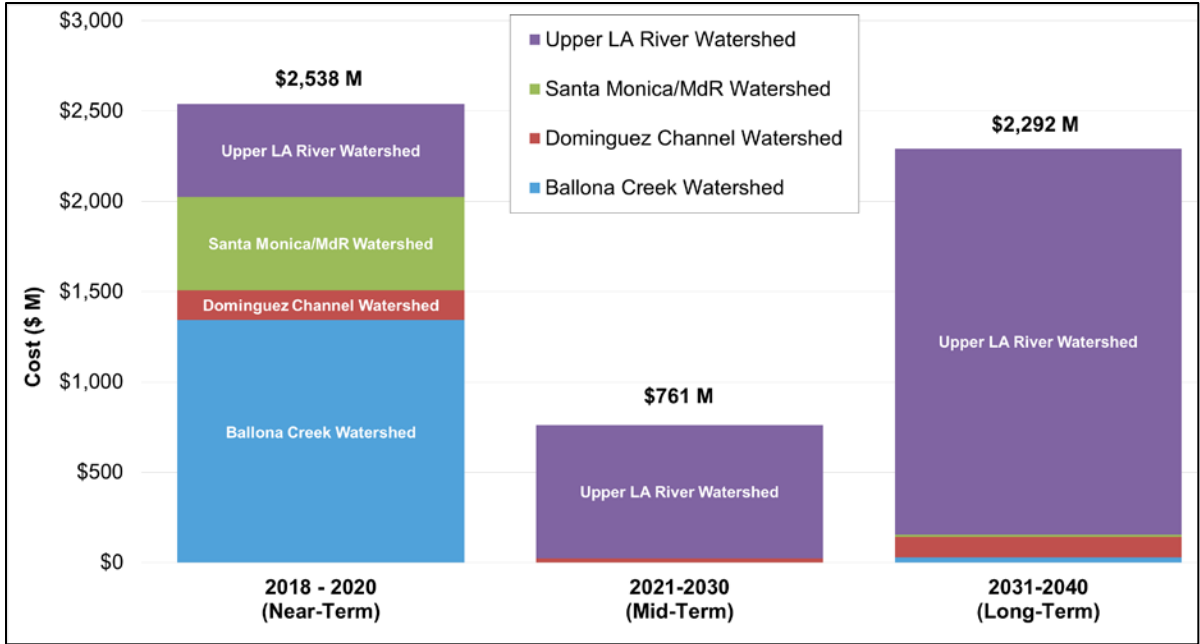 $3,000
$2,500
$2,000
$1,500
$1,000
$500
$0
Cost ($ M)
Upper LA River Watershed
Santa Monica/MdR Watershed
Dominguez Channel Watershed
Ballona Creek Watershed
$2,538 M
Upper LA River Watershed
Santa Monica/MdR Watershed
Dominguez Channel Watershed
Ballona Creek Watershed
$761 M
Upper LA River Watershed
$2,292 M
Upper LA River Watershed
2018 - 2020
(Near-Term)
2021-2030
(Mid-Term)
2031-2040
(Long-Term)